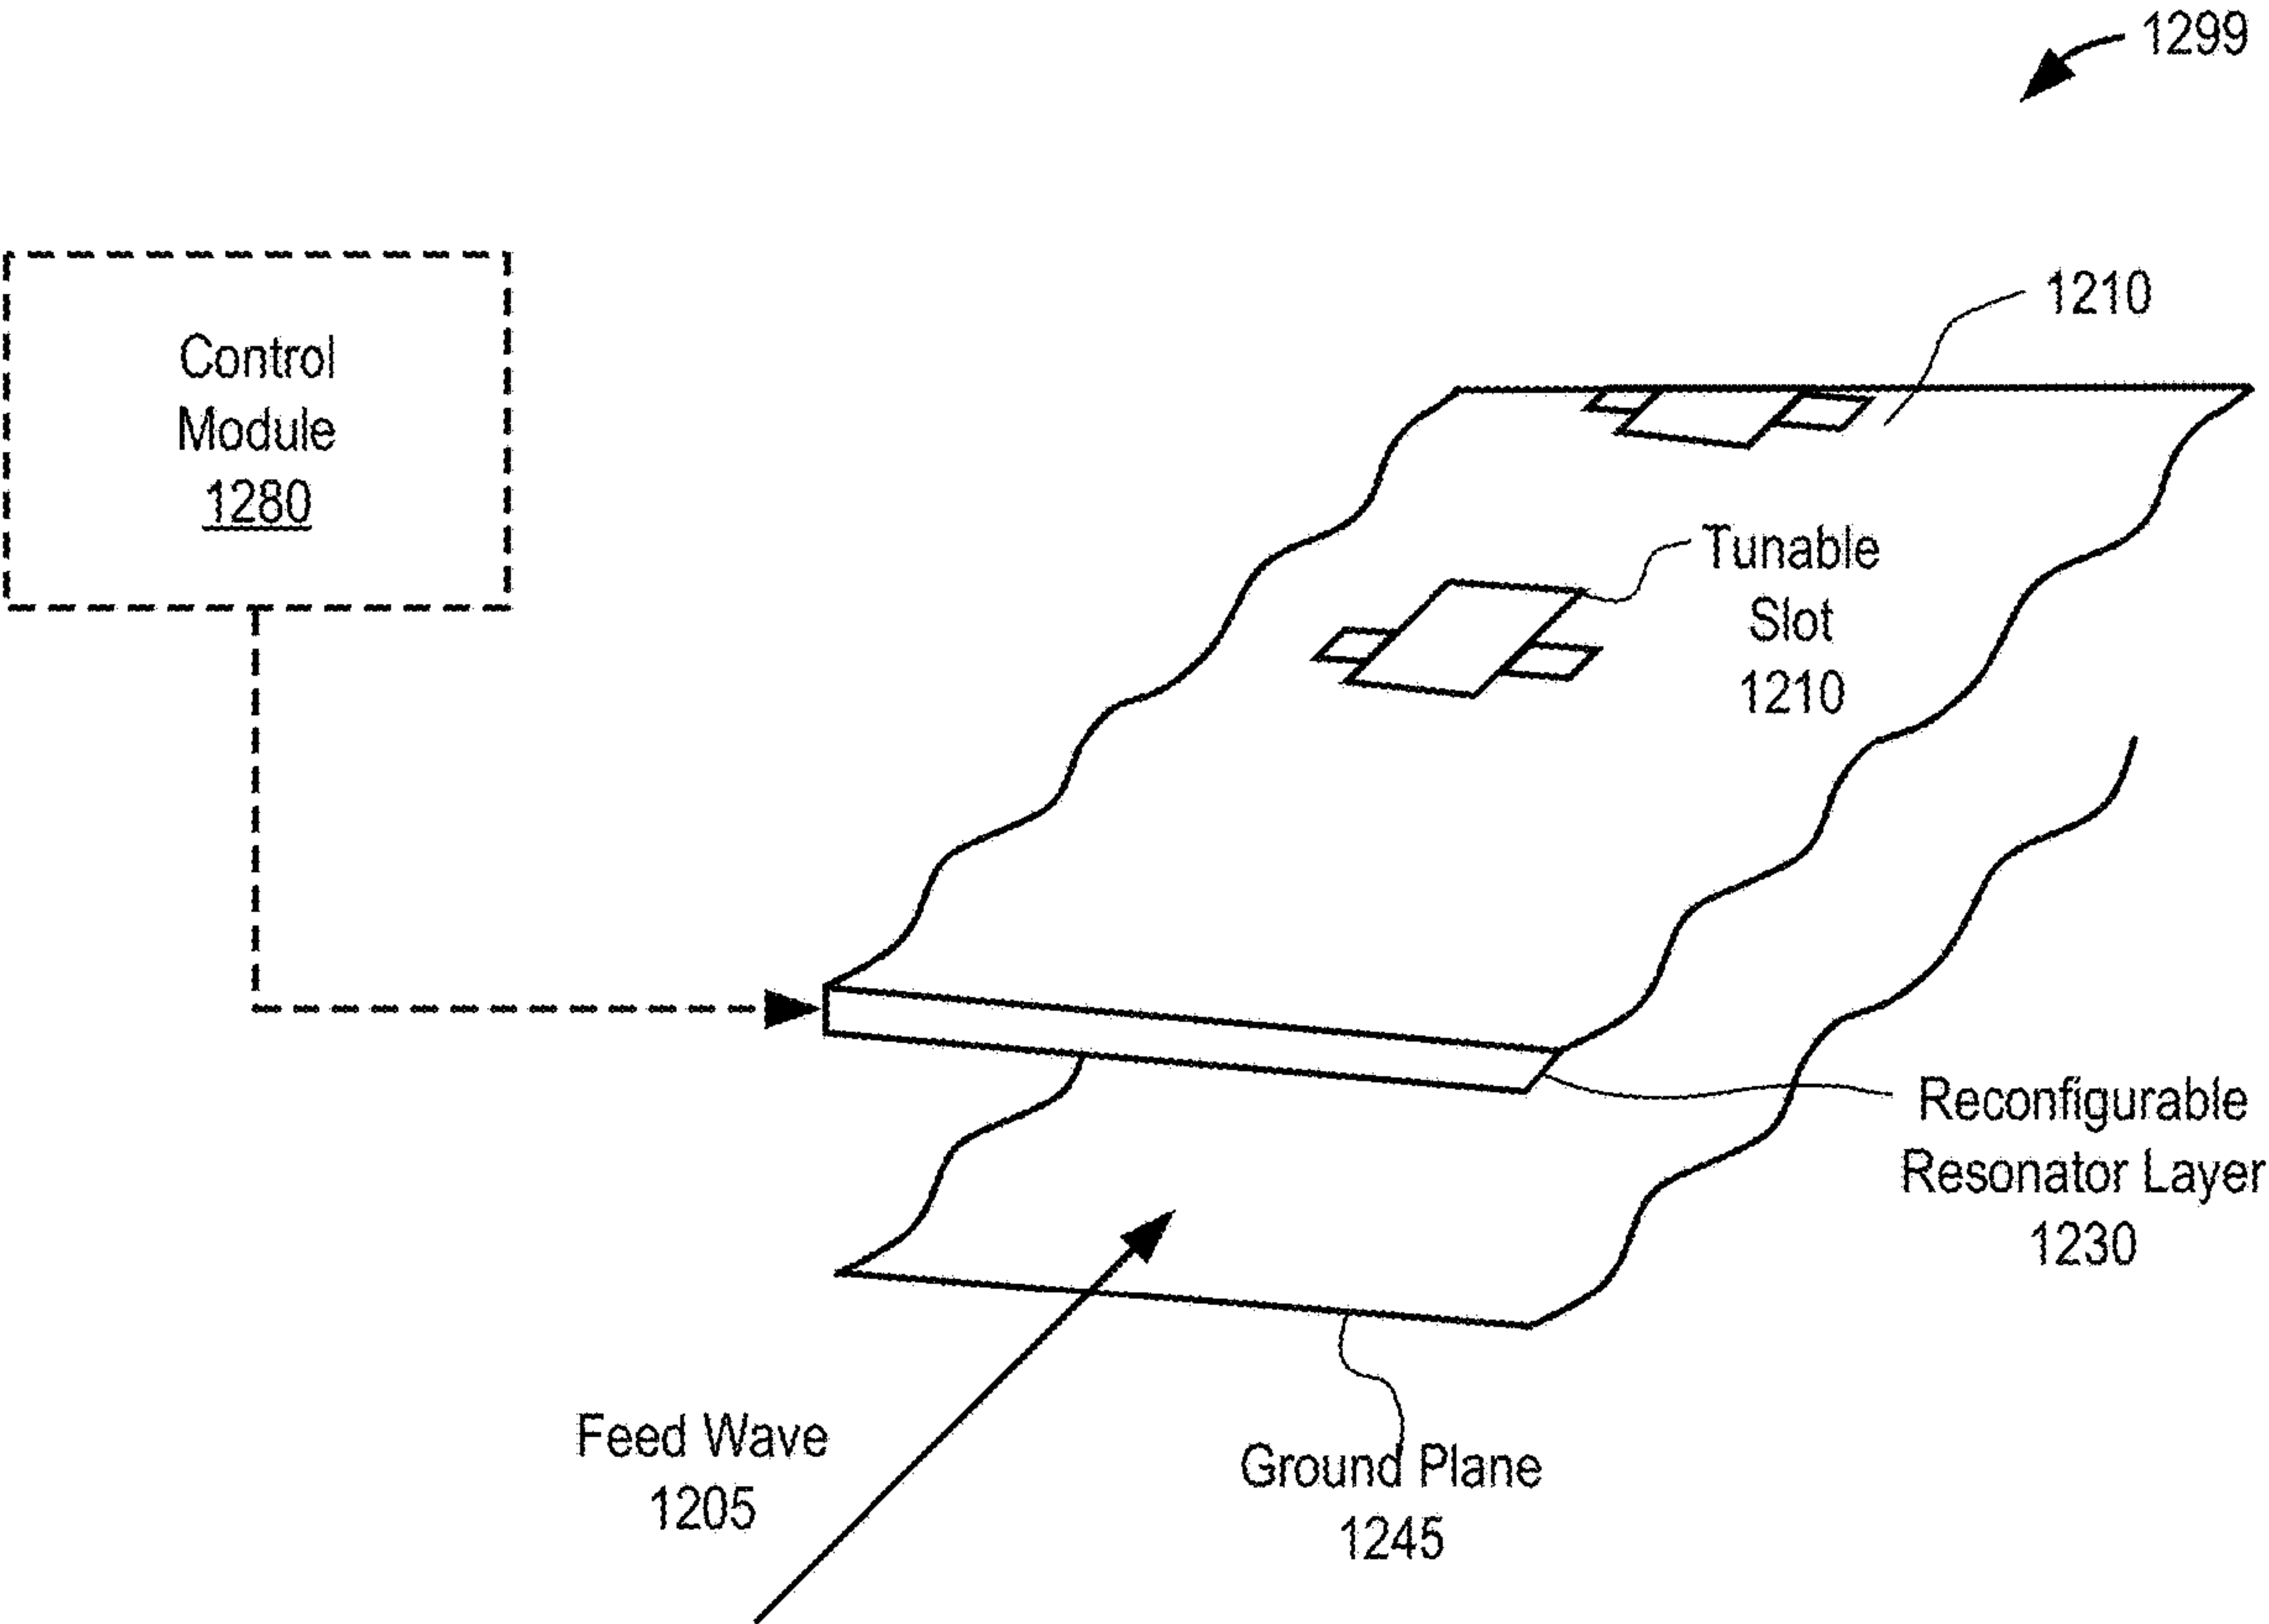 1299
1210
Control
Module
1280
Tunable
Slot
1210
Reconfigurable
Resonator Layer
1230
Feed Wave
1205
Ground Plane
1245